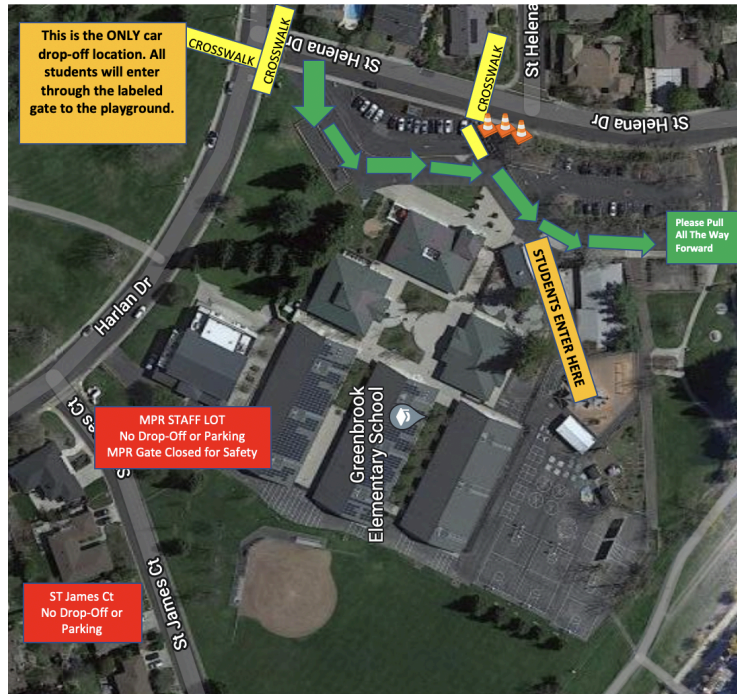 This is the ONLY car
drop-off location. All
students will enter
through the labeled
gate to the playground.
CROSSWALK
CROSSWALK
St Helena Dr
CROSSWALK
St Helena
St Helena Dr
Please Pull
All The Way
Forward
STUDENTS ENTER HERE
Harlan Dr
MPR STAFF LOT
No Drop-Off or Parking
MPR Gate Closed for Safety
Greenbrook
Elementary School
ST James Ct
No Drop-Off or
Parking
St James Ct